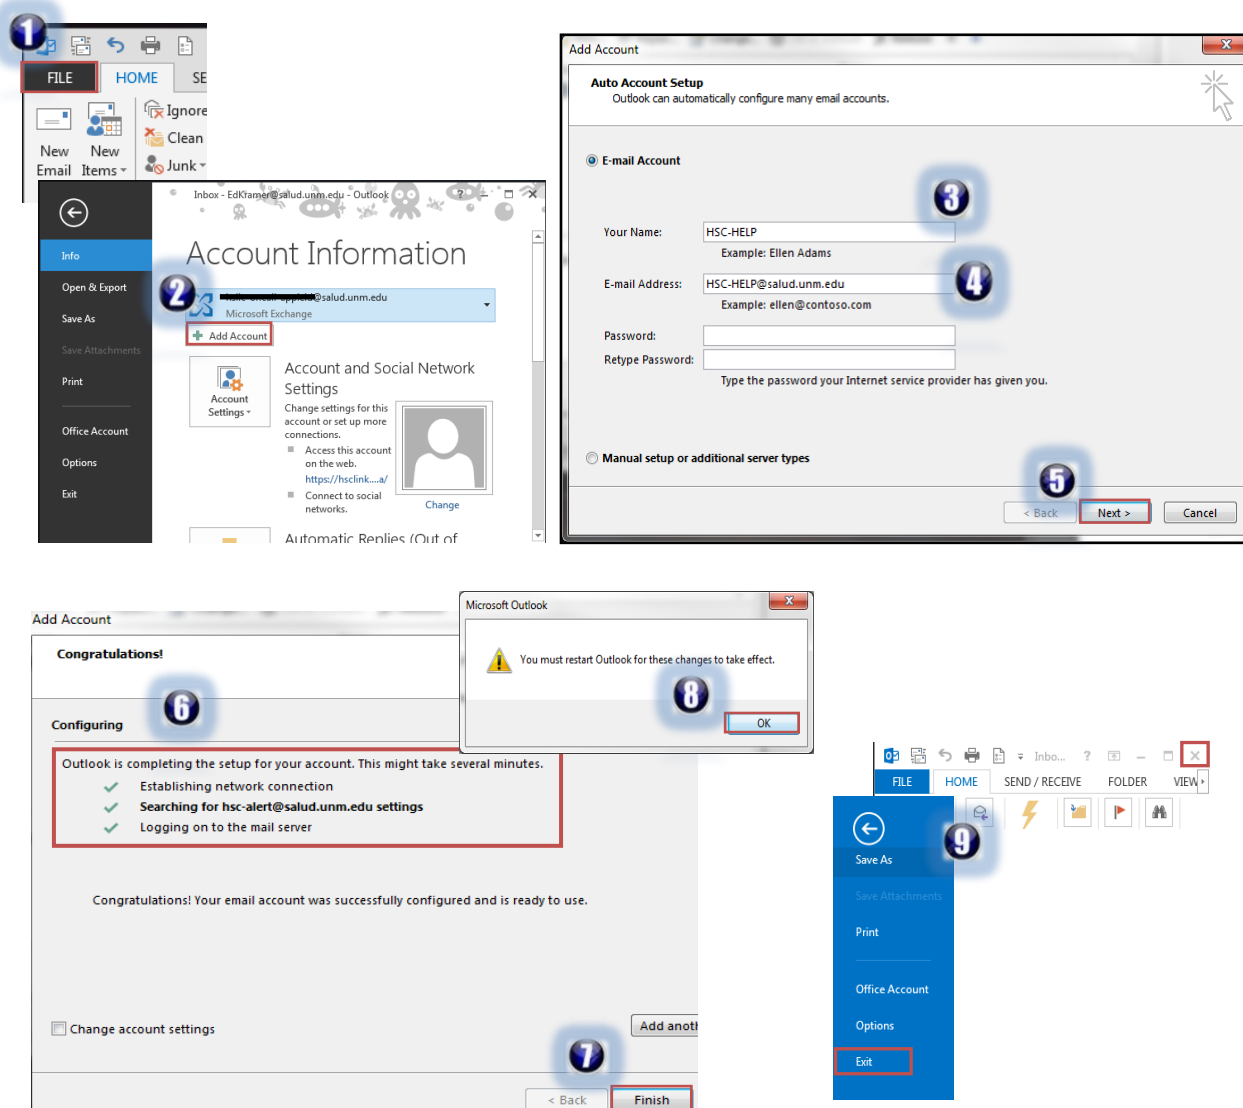 1
FILE HOME SE
Ignore
Clean
Junk
New New
Email Items
Inbox - EdKramer@salud.unm.edu - Outlook ?
Info
Open & Export
Save As
Save Attachments
Print
Office Account
Options
Exit
Account Information
2
@salud.unm.edu
Microsoft Exchange
Add Account
Account
Settings
Account and Social Network
Settings
Change settings for this
account or set up more
connections.
Access this account
on the web.
https://hsclink....a/
Connect to social
networks.
Change
Automatic Replies (Out of
Add Account
Auto Account Setup
Outlook can automatically configure many email accounts.
E-mail Account
3
Your Name: HSC-HELP
Example: Ellen Adams
4
E-mail Address: HSC-HELP@salud.unm.edu
Example: ellen@contoso.com
Password:
Retype Password:
Type the password your Internet service provider has given you.
Manual setup or additional server types
5
< Back Next > Cancel
Add Account
Congratulations!
6
Configuring
Outlook is completing the setup for your account. This might take several minutes.
Establishing network connection
Searching for hsc-alert@salud.unm.edu settings
Logging on to the mail server
Congratulations! Your email account was successfully configured and is ready to use.
Change account settings
Add anoth
7
< Back Finish
Microsoft Outlook
You must restart Outlook for these changes to take effect.
8
OK
Inbo... ?
FILE HOME SEND / RECEIVE FOLDER VIEW
9
Save As
Save Attachments
Print
Office Account
Options
Exit